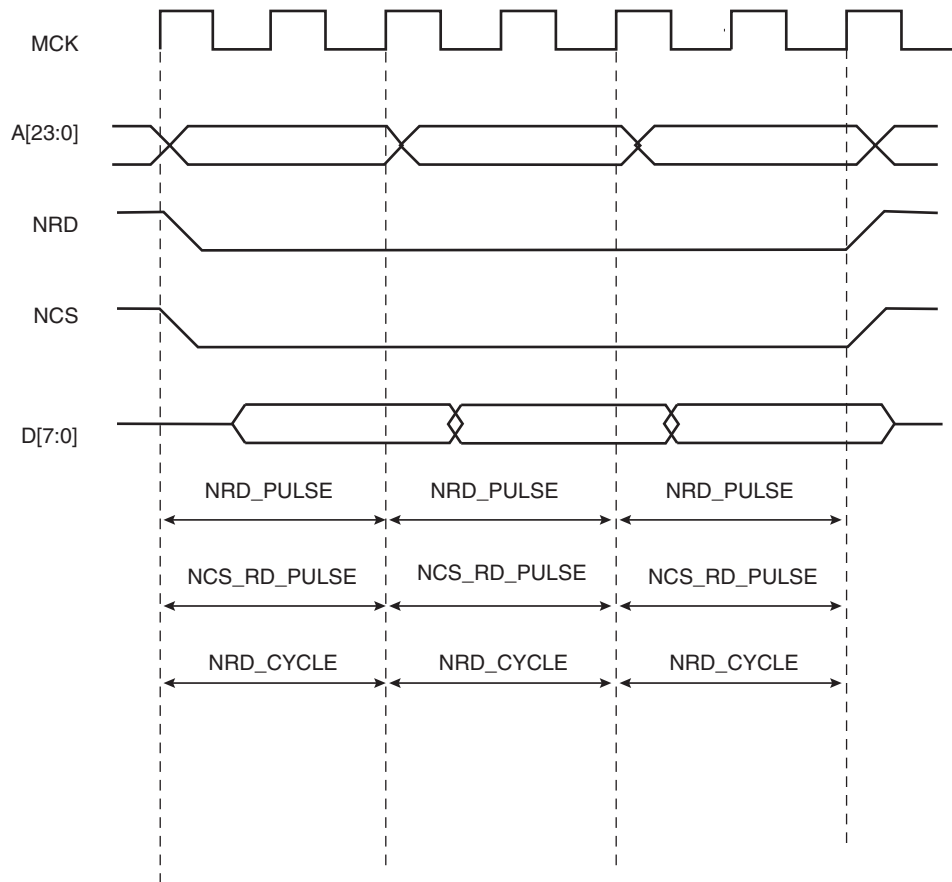 MCK
A[23:0]
NRD
NCS
D[7:0]
NRD_PULSE NRD_PULSE NRD_PULSE
NCS_RD_PULSE NCS_RD_PULSE NCS_RD_PULSE
NRD_CYCLE NRD_CYCLE NRD_CYCLE